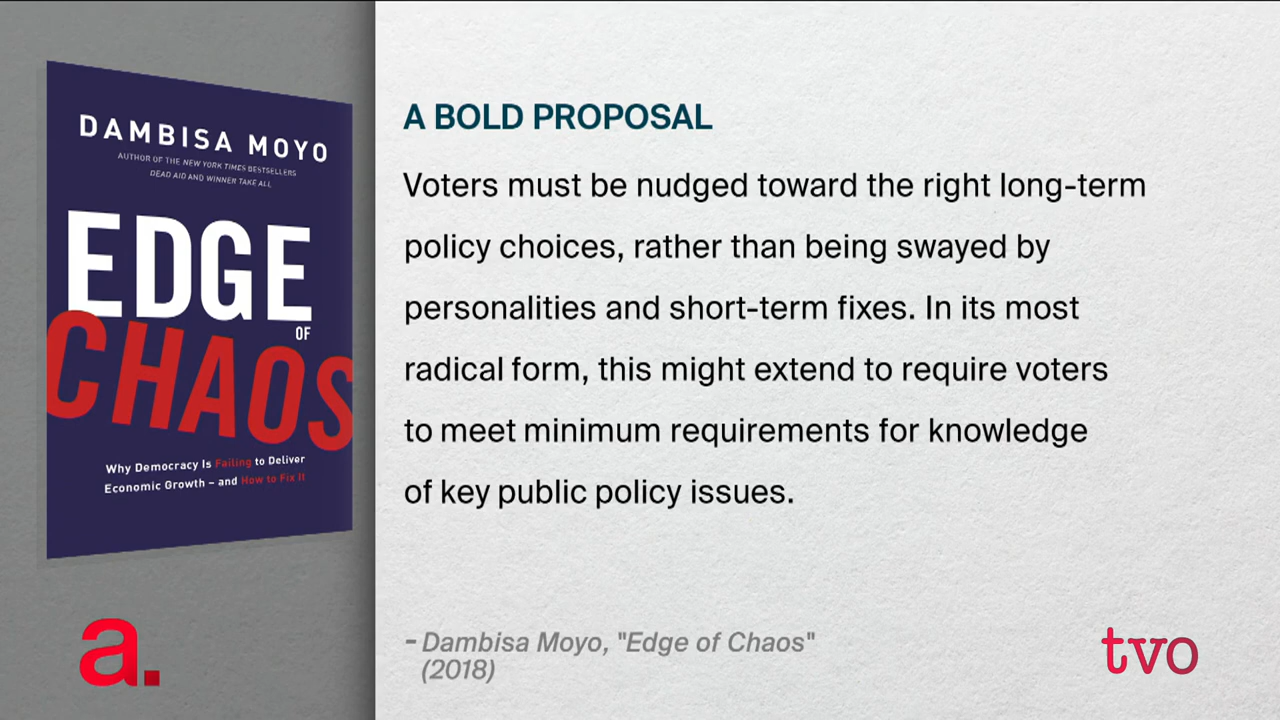 DAMBISA MOYO
AUTHOR OF THE NEW YORK TIMES BESTSELLERS
DEAD AID AND WINNER TAKE ALL
EDGE
OF
CHAOS
Why Democracy Is Failing to Deliver
Economic Growth – and How to Fix It
a.
A BOLD PROPOSAL
Voters must be nudged toward the right long-term
policy choices, rather than being swayed by
personalities and short-term fixes. In its most
radical form, this might extend to require voters
to meet minimum requirements for knowledge
of key public policy issues.
- Dambisa Moyo, "Edge of Chaos"
(2018)
tvo